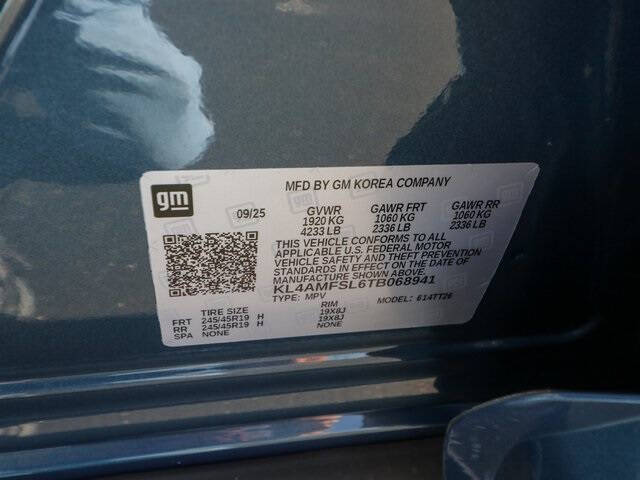 gm
MFD BY GM KOREA COMPANY
09/25 GVWR GAWR FRT GAWR RR
1920 KG 1060 KG 1060 KG
4233 LB 2336 LB 2336 LB
THIS VEHICLE CONFORMS TO ALL
APPLICABLE U.S. FEDERAL MOTOR
VEHICLE SAFETY AND THEFT PREVENTION
STANDARDS IN EFFECT ON THE DATE OF
MANUFACTURE SHOWN ABOVE.
KL4AMFSL6TB068941
TYPE: MPV MODEL: 614TT26
TIRE SIZE RIM
FRT 245/45R19 H 19X8J
RR 245/45R19 H 19X8J
SPA NONE NONE